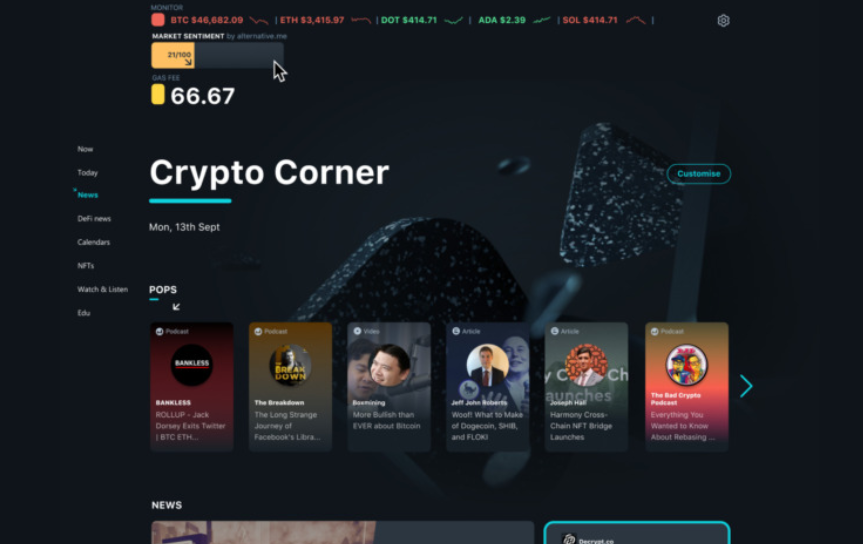 MONITOR
BTC $46,682.09 | ETH $3,415.97 | DOT $414.71 | ADA $2.39 | SOL $414.71 |
MARKET SENTIMENT by alternative.me
21/100
GAS FEE
66.67
Now
Today
News
DeFi news
Calendars
NFTs
Watch & Listen
Edu
Crypto Corner
Customise
Mon, 13th Sept
POPS
Podcast
BANKLESS
BANKLESS
ROLLUP - Jack
Dorsey Exits Twitter
| BTC ETH...
Podcast
BREAK
DOWN
The Breakdown
The Long Strange
Journey of
Facebook's Libra...
Video
Boxmining
More Bullish than
EVER about Bitcoin
Article
Jeff John Roberts
Woof! What to Make
of Dogecoin, SHIB,
and FLOKI
Article
Joseph Hall
Harmony Cross-
Chain NFT Bridge
Launches
Podcast
The Bad Crypto
Podcast
Everything You
Wanted to Know
About Rebasing ...
NEWS
Decrypt.co